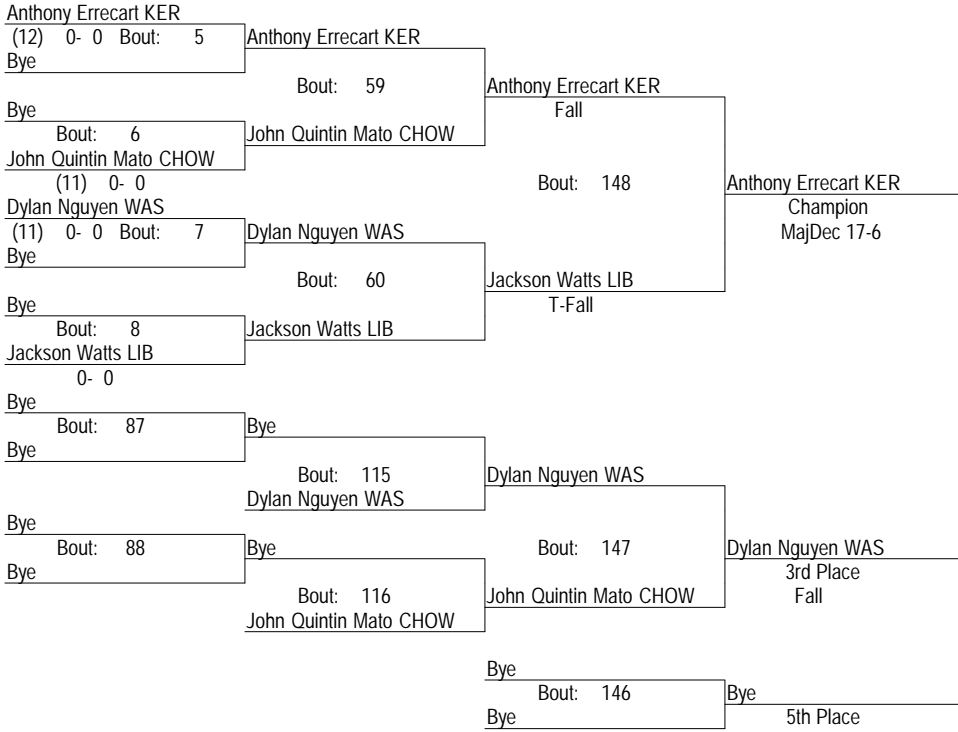 Anthony Errecart KER
(12) 0- 0 Bout: 5 Anthony Errecart KER
Bye
Bout: 59 Anthony Errecart KER
Bye Fall
Bout: 6 John Quintin Mato CHOW
John Quintin Mato CHOW
(11) 0- 0 Bout: 148 Anthony Errecart KER
Dylan Nguyen WAS Champion
(11) 0- 0 Bout: 7 Dylan Nguyen WAS MajDec 17-6
Bye
Bout: 60 Jackson Watts LIB
Bye T-Fall
Bout: 8 Jackson Watts LIB
Jackson Watts LIB
0- 0
Bye
Bout: 87 Bye
Bye
Bout: 115 Dylan Nguyen WAS
Dylan Nguyen WAS
Bye
Bout: 88 Bye Bout: 147 Dylan Nguyen WAS
Bye 3rd Place
Bout: 116 John Quintin Mato CHOW Fall
John Quintin Mato CHOW
Bye
Bout: 146 Bye
Bye 5th Place